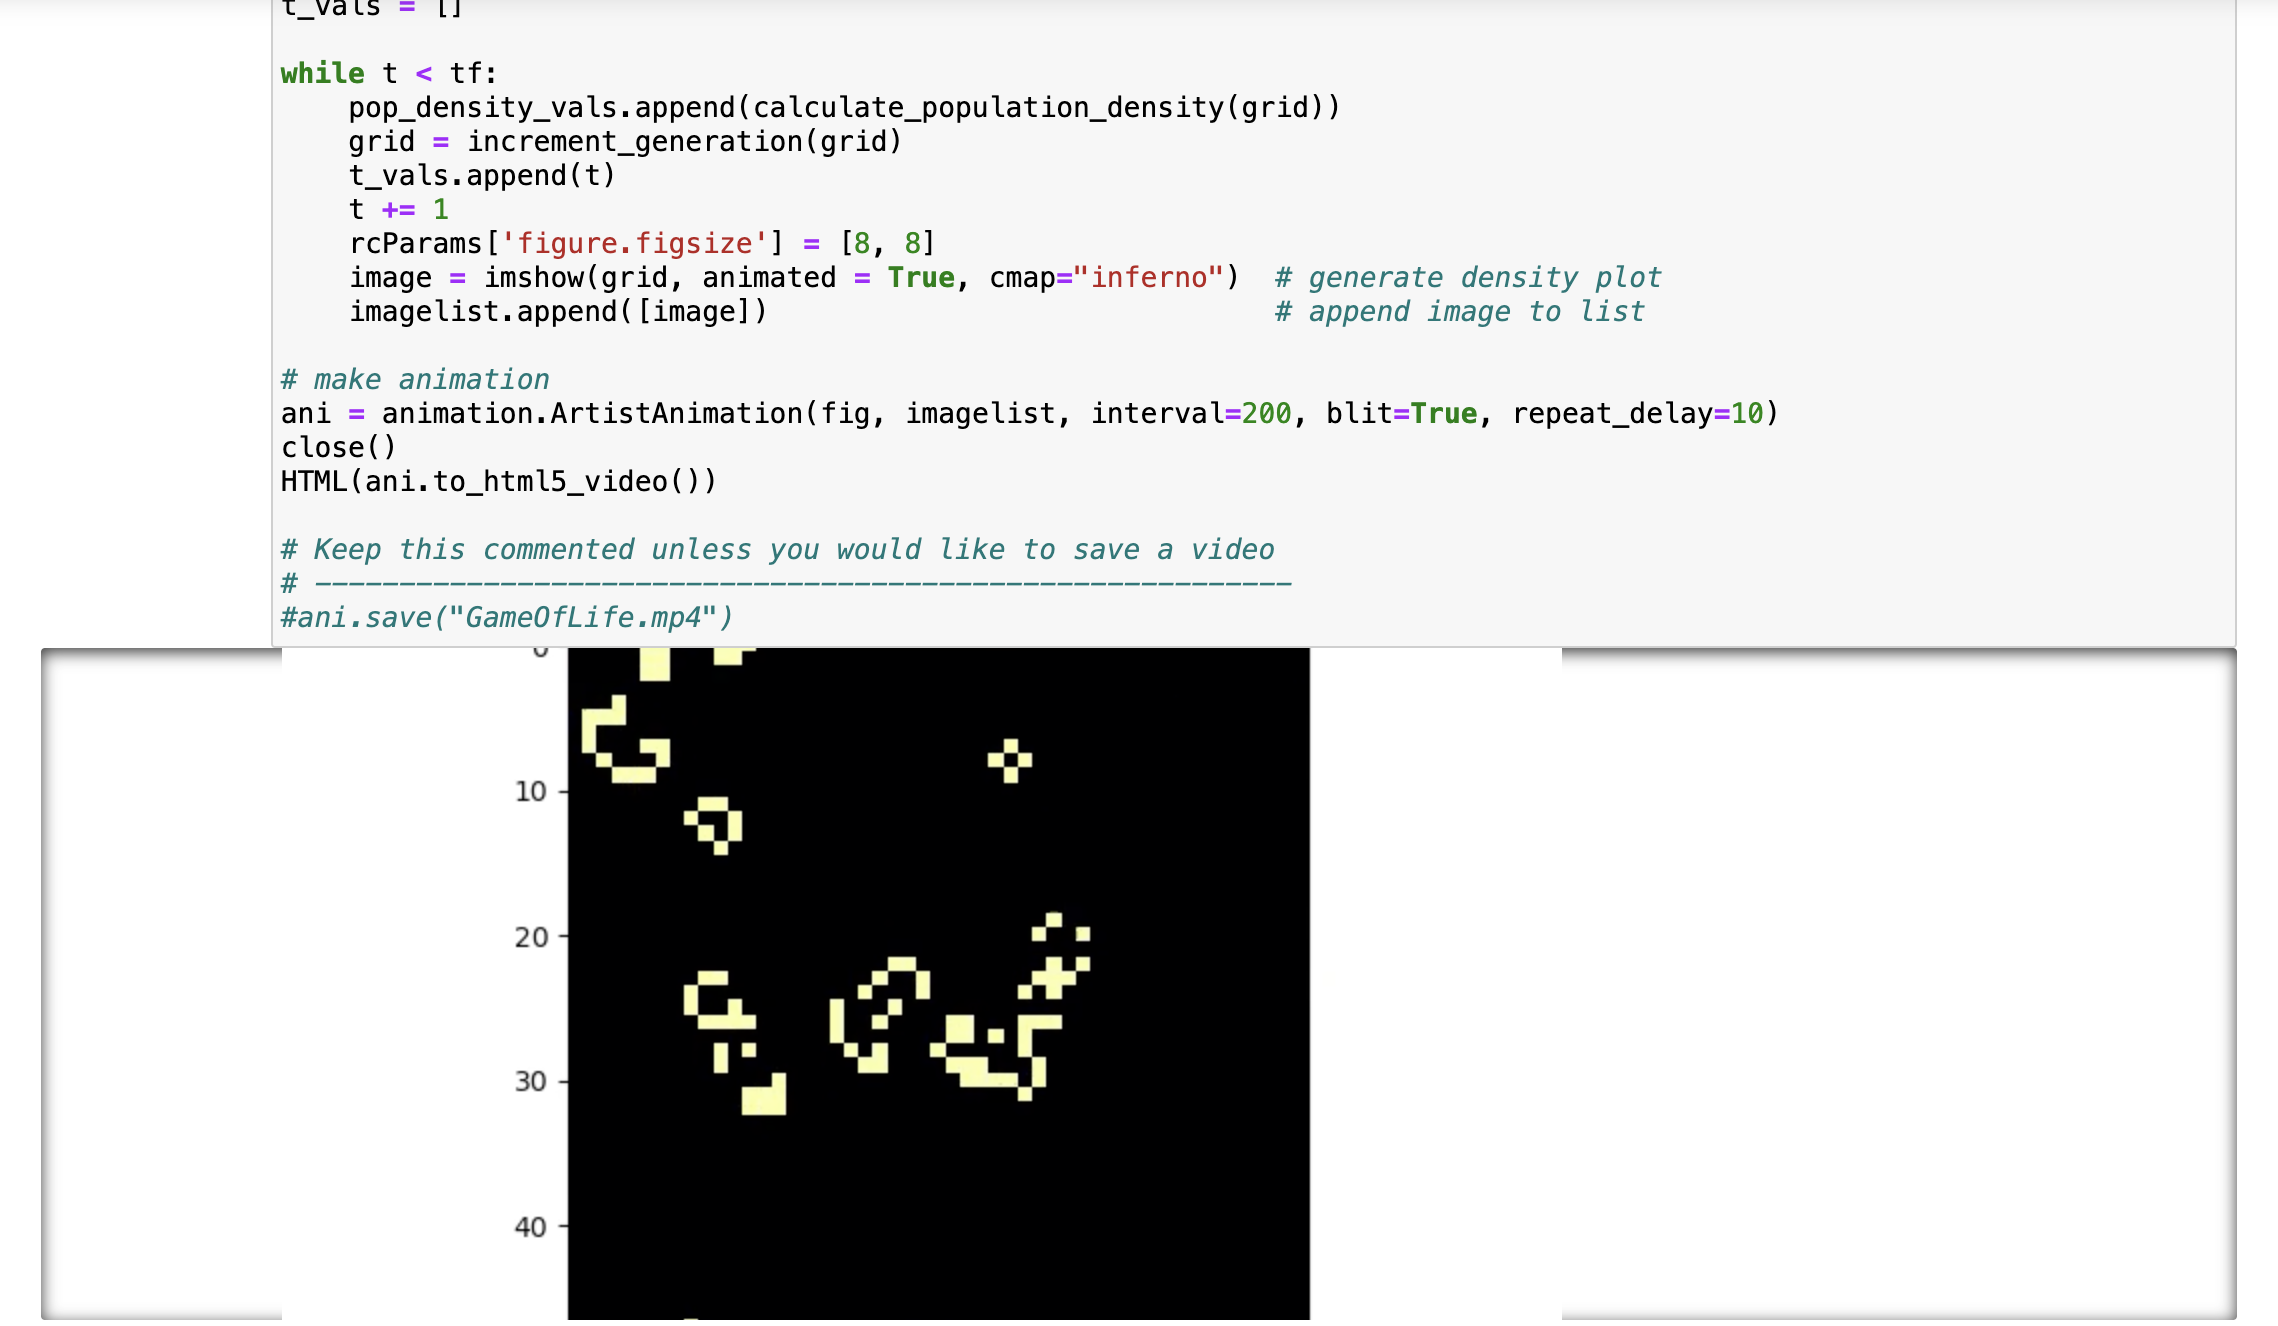 t_vals = []
while t < tf:
    pop_density_vals.append(calculate_population_density(grid))
    grid = increment_generation(grid)
    t_vals.append(t)
    t += 1
    rcParams['figure.figsize'] = [8, 8]
    image = imshow(grid, animated = True, cmap="inferno")  # generate density plot
    imagelist.append([image])                              # append image to list
# make animation
ani = animation.ArtistAnimation(fig, imagelist, interval=200, blit=True, repeat_delay=10)
close()
HTML(ani.to_html5_video())
# Keep this commented unless you would like to save a video
# ----------------------------------------------------------
#ani.save("GameOfLife.mp4")
0
10
20
30
40